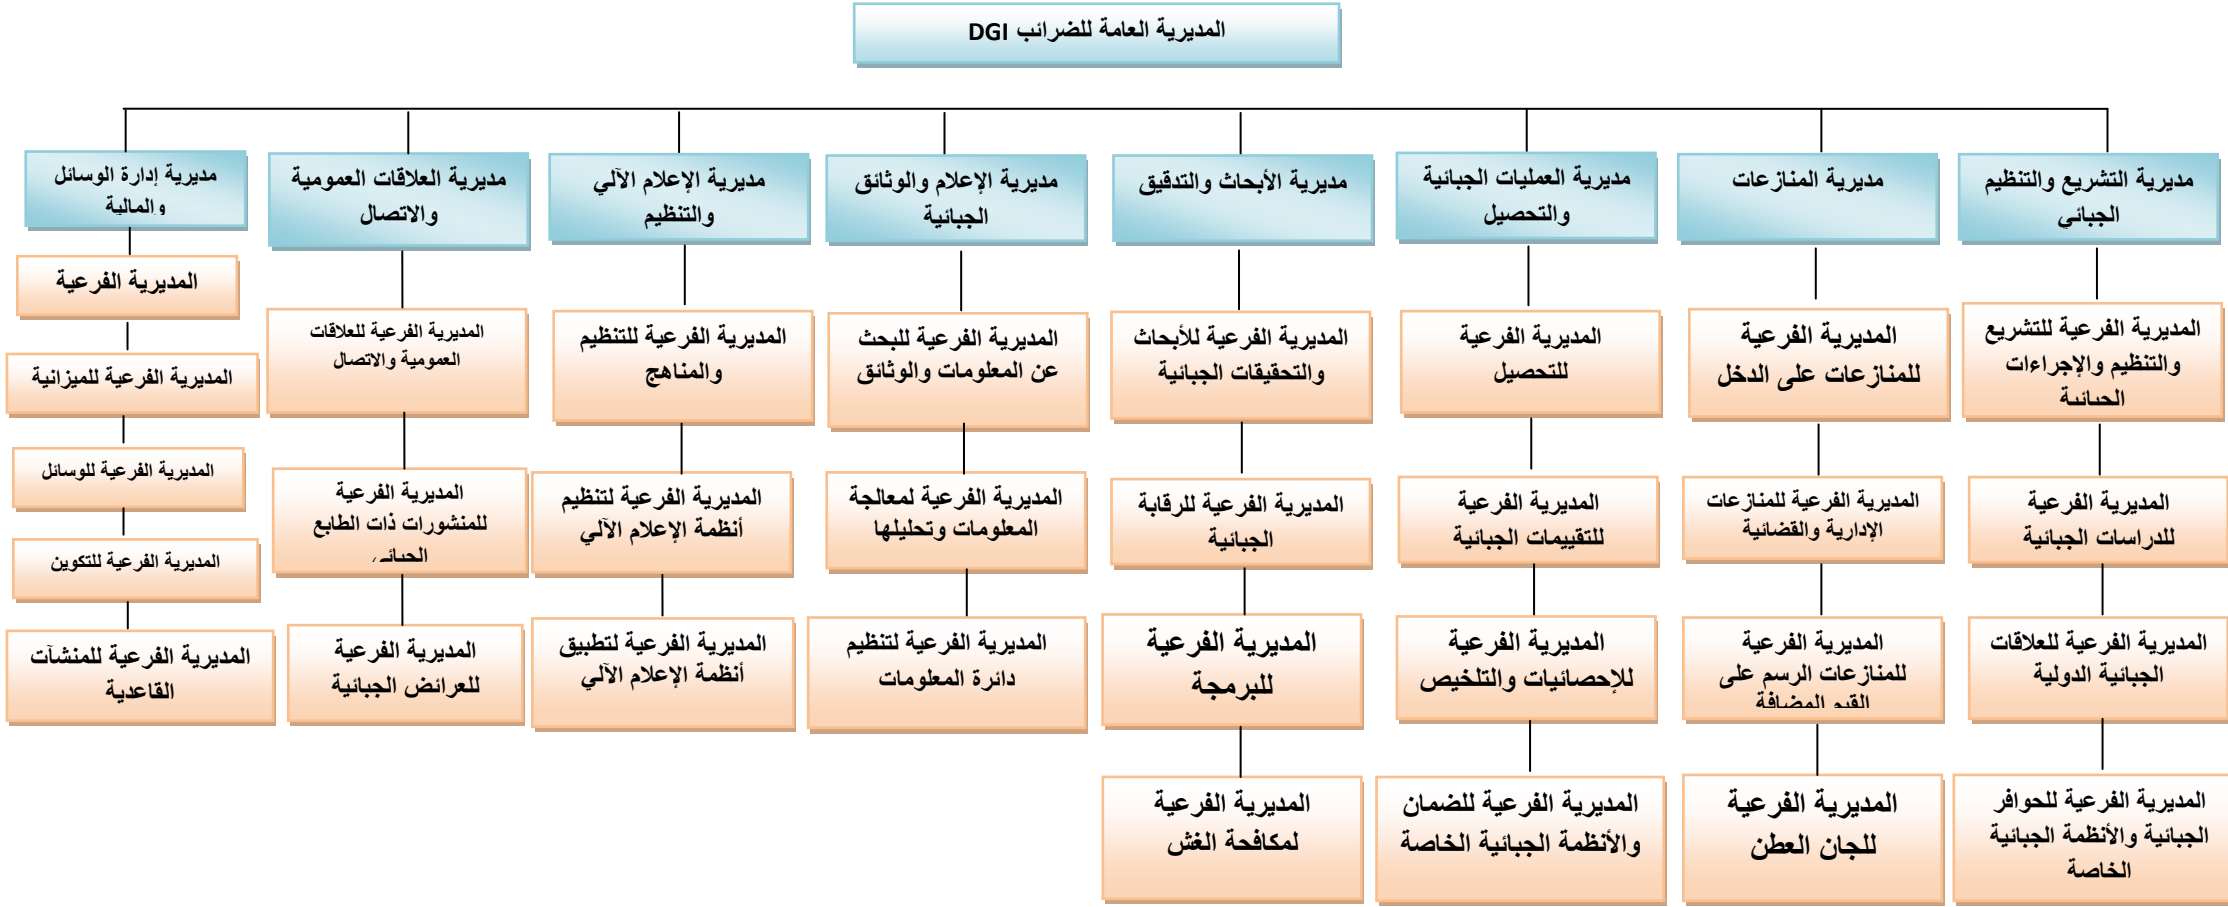 المديرية العامة للضرائب DGI
مديرية التشريع والتنظيم
الجبائي
مديرية المنازعات
مديرية العمليات الجبائية
والتحصيل
مديرية الأبحاث والتدقيق
مديرية الإعلام والوثائق
الجبائية
مديرية الإعلام الآلي
والتنظيم
مديرية العلاقات العمومية
والاتصال
مديرية إدارة الوسائل
والمالية
المديرية الفرعية للتشريع
والتنظيم والإجراءات
الجبائية
المديرية الفرعية
للدراسات الجبائية
المديرية الفرعية للعلاقات
الجبائية الدولية
المديرية الفرعية للحوافر
الجبائية والأنظمة الجبائية
الخاصة
المديرية الفرعية
للمنازعات على الدخل
المديرية الفرعية للمنازعات
الإدارية والقضائية
المديرية الفرعية
للمنازعات الرسم على
القيم المضافة
المديرية الفرعية
للجان العطن
المديرية الفرعية
للتحصيل
المديرية الفرعية
للتقييمات الجبائية
المديرية الفرعية
للإحصائيات والتلخيص
المديرية الفرعية للضمان
والأنظمة الجبائية الخاصة
المديرية الفرعية للأبحاث
والتحقيقات الجبائية
المديرية الفرعية للرقابة
الجبائية
المديرية الفرعية
للبرمجة
المديرية الفرعية
لمكافحة الغش
المديرية الفرعية للبحث
عن المعلومات والوثائق
المديرية الفرعية لمعالجة
المعلومات وتحليلها
المديرية الفرعية لتنظيم
دائرة المعلومات
المديرية الفرعية للتنظيم
والمناهج
المديرية الفرعية لتنظيم
أنظمة الإعلام الآلي
المديرية الفرعية لتطبيق
أنظمة الإعلام الآلي
المديرية الفرعية للعلاقات
العمومية والاتصال
المديرية الفرعية
للمنشورات ذات الطابع
الجبائي
المديرية الفرعية
للعرائض الجبائية
المديرية الفرعية
المديرية الفرعية للميزانية
المديرية الفرعية للوسائل
المديرية الفرعية للتكوين
المديرية الفرعية للمنشآت
القاعدية